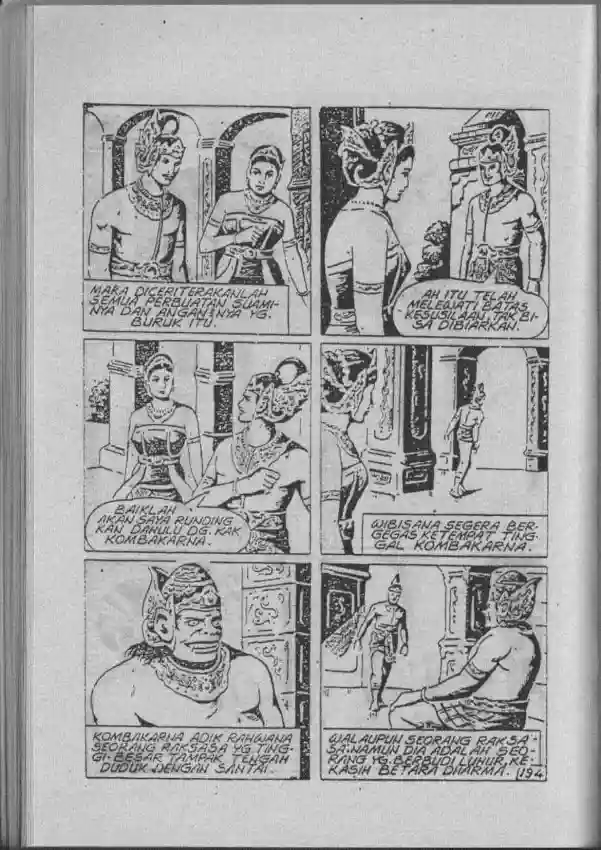 MAKA DICERITERAKANLAH
SEMUA PERBUATAN SUAMI-
NYA DAN ANGAN2NYA YG.
BURUK ITU.
AH ITU TELAH
MELEWATI BATAS
KESUSILAAN. TAK BI-
SA DIBIARKAN.
BAIKLAH
AKAN SAYA RUNDING
KAN DAHULU DG. KAK
KOMBAKARNA.
WIBISANA SEGERA BER-
GEGAS KETEMPAT TING-
GAL KOMBAKARNA.
KOMBAKARNA ADIK RAHWANA
SEORANG RAKSASA YG TING-
GI BESAR TAMPAK TENGAH
DUDUK DENGAN SANTAI.
WALAUPUN SEORANG RAKSA-
SA. NAMUN DIA ADALAH SEO-
RANG YG. BERBUDI LUHUR, KE-
KASIH BETARA DHARMA. (194